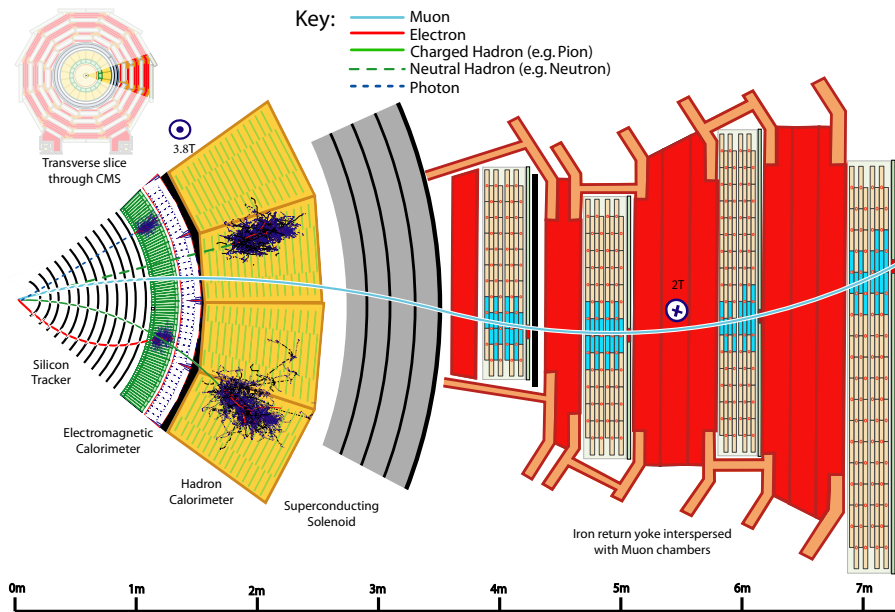 Key:
Muon
Electron
Charged Hadron (e.g. Pion)
Neutral Hadron (e.g. Neutron)
Photon
Transverse slice
through CMS
3.8T
2T
Silicon
Tracker
Electromagnetic
Calorimeter
Hadron
Calorimeter
Superconducting
Solenoid
Iron return yoke interspersed
with Muon chambers
0m
1m
2m
3m
4m
5m
6m
7m